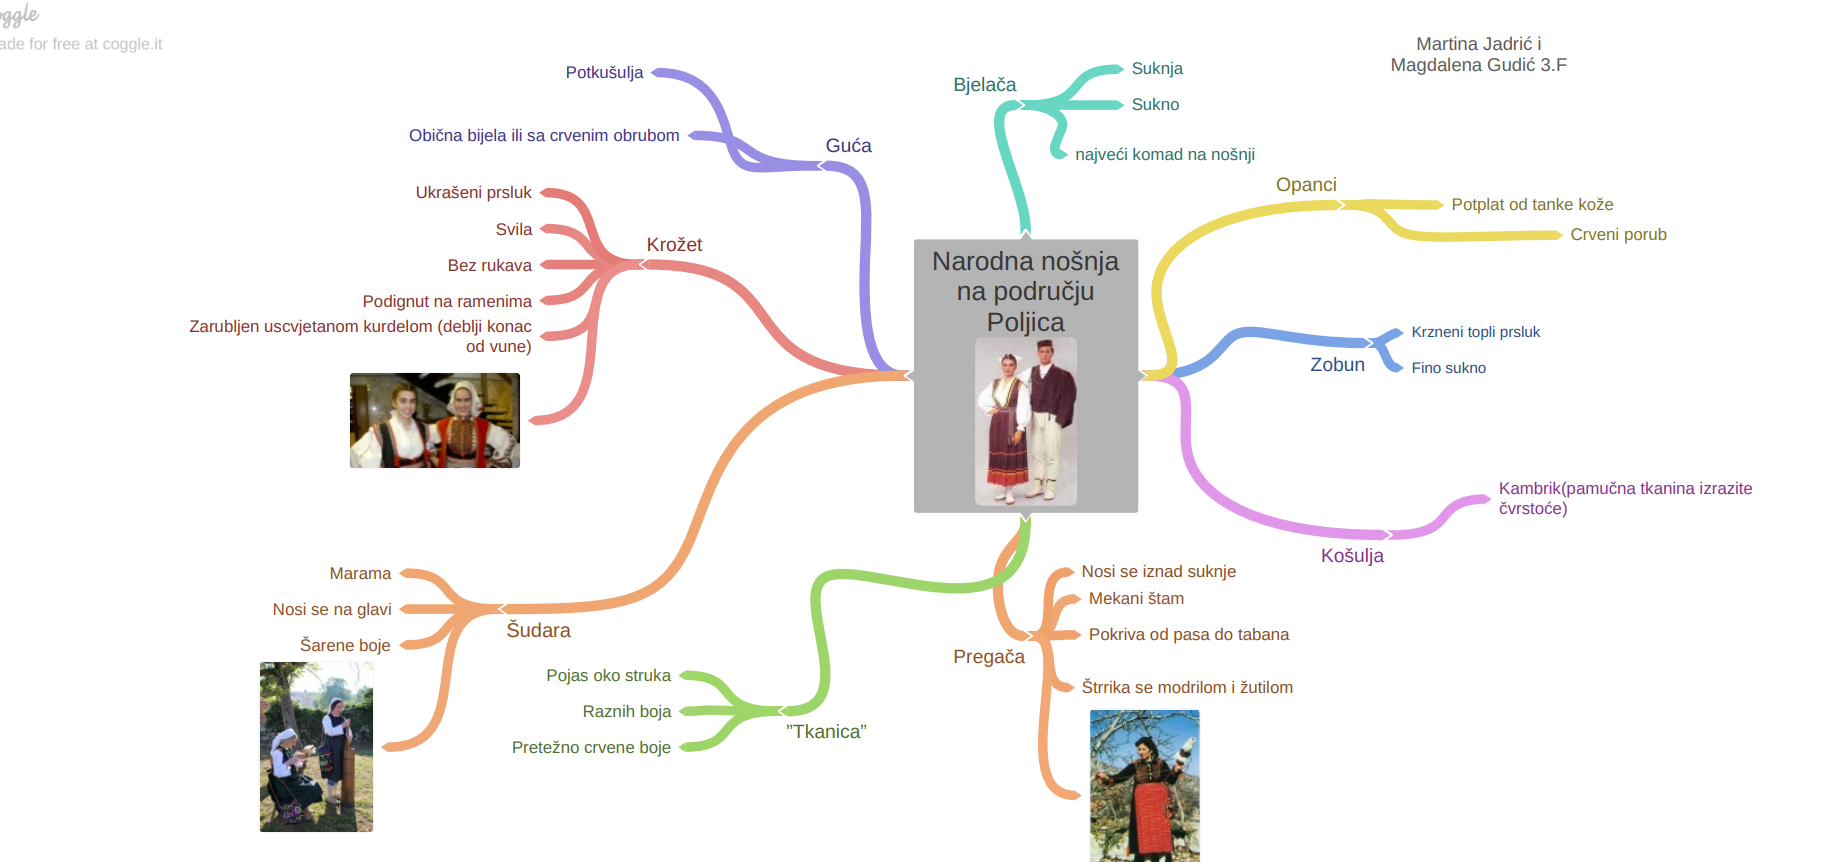 oggle
ade for free at coggle.it
Martina Jadrić i
Magdalena Gudić 3.F
Narodna nošnja
na području
Poljica
Bjelača
Suknja
Sukno
najveći komad na nošnji
Opanci
Potplat od tanke kože
Crveni porub
Zobun
Krzneni topli prsluk
Fino sukno
Košulja
Kambrik(pamučna tkanina izrazite
čvrstoće)
Pregača
Nosi se iznad suknje
Mekani štam
Pokriva od pasa do tabana
Štrrika se modrilom i žutilom
Guća
Potkušulja
Obična bijela ili sa crvenim obrubom
Krožet
Ukrašeni prsluk
Svila
Bez rukava
Podignut na ramenima
Zarubljen uscvjetanom kurdelom (deblji konac
od vune)
Šudara
Marama
Nosi se na glavi
Šarene boje
”Tkanica”
Pojas oko struka
Raznih boja
Pretežno crvene boje